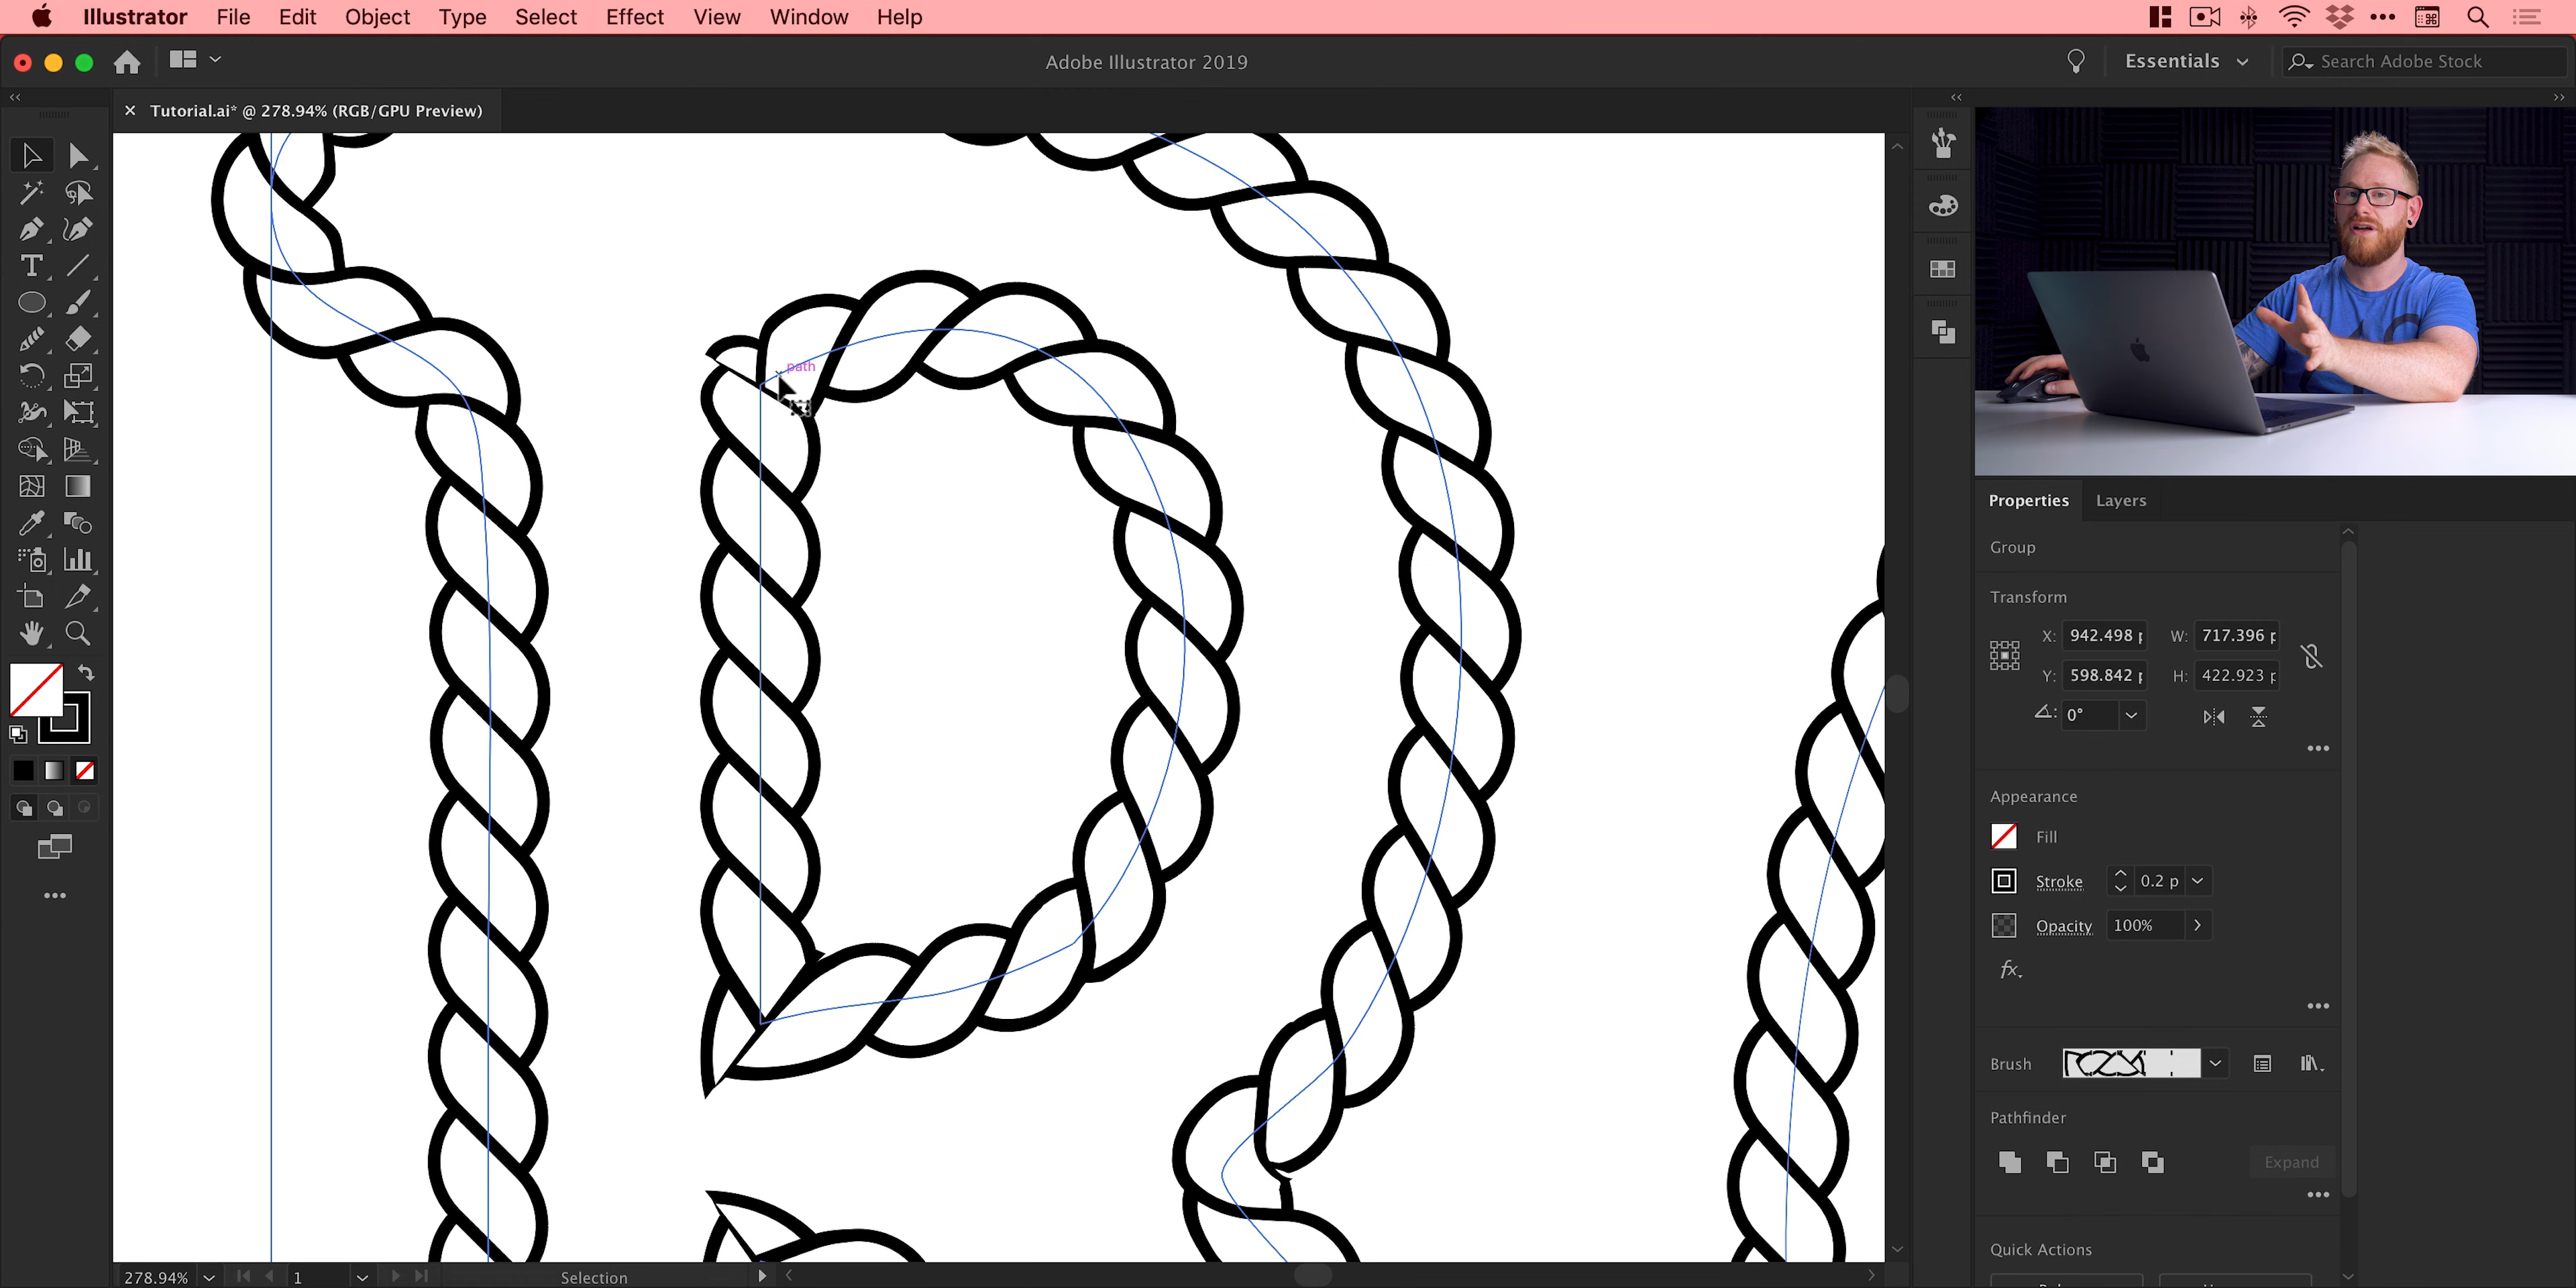 Illustrator File Edit Object Type Select Effect View Window Help
Adobe Illustrator 2019
Essentials
Search Adobe Stock
Tutorial.ai* @ 278.94% (RGB/GPU Preview)
path
Properties Layers
Group
Transform
X: 942.498 W: 717.396
Y: 598.842 H: 422.923
0°
Appearance
Fill
Stroke 0.2 p
Opacity 100%
fx.
Brush
Pathfinder
Expand
Quick Actions
278.94% 1 Selection